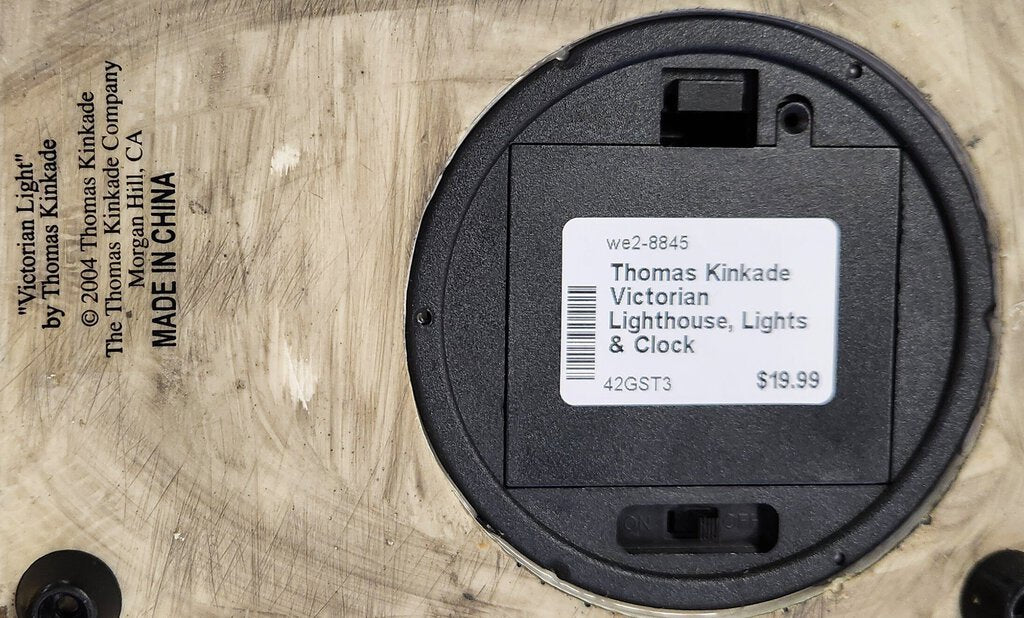 "Victorian Light"
by Thomas Kinkade
© 2004 Thomas Kinkade
The Thomas Kinkade Company
Morgan Hill, CA
MADE IN CHINA
we2-8845
Thomas Kinkade
Victorian
Lighthouse, Lights
& Clock
42GST3 $19.99
ON OFF